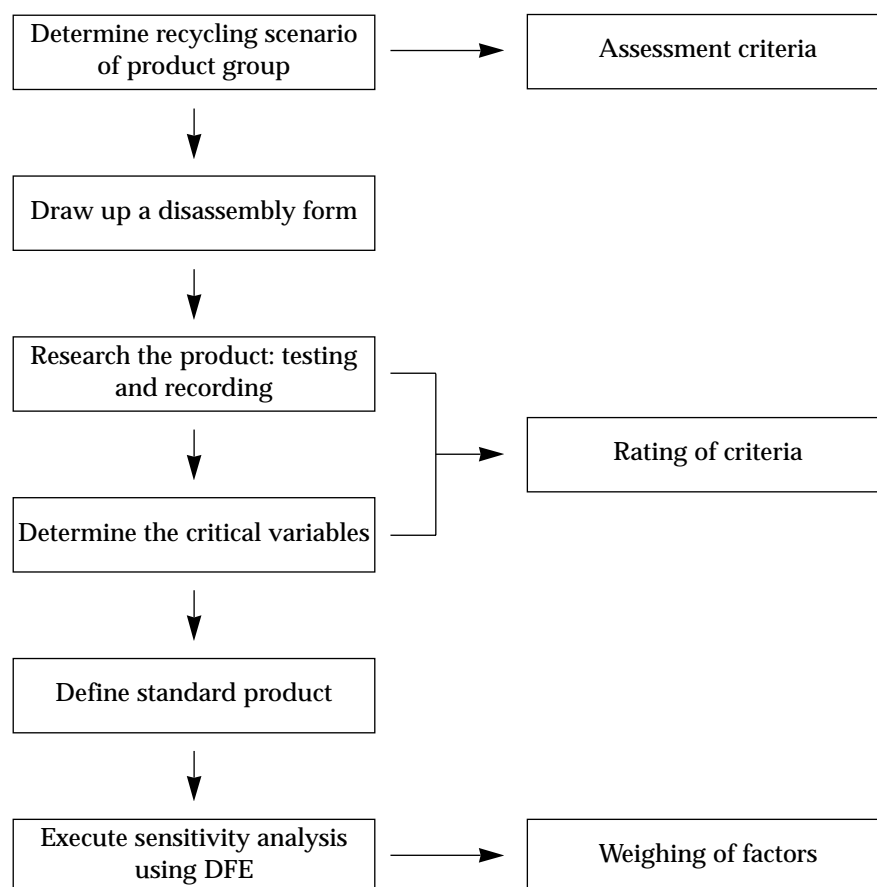 Determine recycling scenario
of product group
Assessment criteria
Draw up a disassembly form
Research the product: testing
and recording
Rating of criteria
Determine the critical variables
Define standard product
Execute sensitivity analysis
using DFE
Weighing of factors